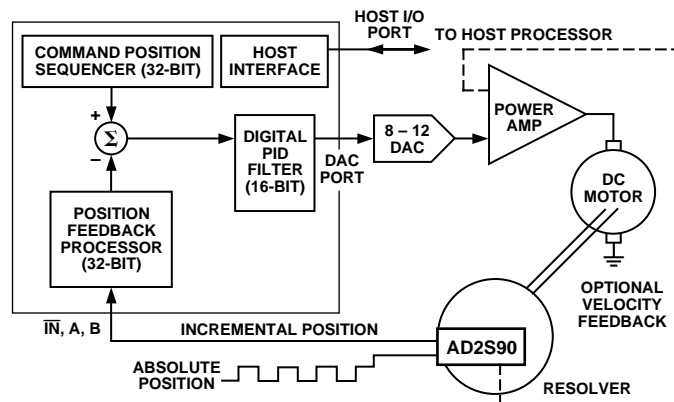 HOST I/O
PORT
TO HOST PROCESSOR
COMMAND POSITION
SEQUENCER (32-BIT)
HOST
INTERFACE
+
Σ
–
DIGITAL
PID
FILTER
(16-BIT)
DAC
PORT
8 – 12
DAC
POWER
AMP
DC
MOTOR
POSITION
FEEDBACK
PROCESSOR
(32-BIT)
OPTIONAL
VELOCITY
FEEDBACK
I̅N̅, A, B
INCREMENTAL POSITION
AD2S90
ABSOLUTE
POSITION
RESOLVER